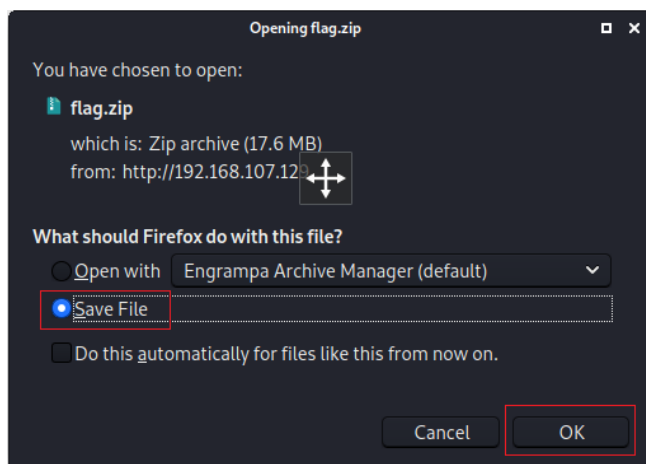 Opening flag.zip
You have chosen to open:
flag.zip
which is: Zip archive (17.6 MB)
from: http://192.168.107.12
What should Firefox do with this file?
Open with Engrampa Archive Manager (default)
Save File
Do this automatically for files like this from now on.
Cancel OK